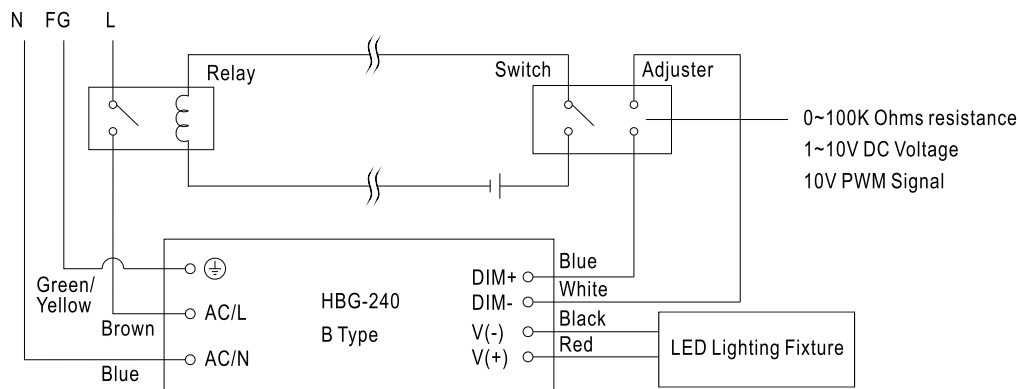 N FG L
Relay
Switch
Adjuster
0~100K Ohms resistance
1~10V DC Voltage
10V PWM Signal
Green/
Yellow
Brown
Blue
AC/L
AC/N
HBG-240
B Type
DIM+
DIM-
V(-)
V(+)
Blue
White
Black
Red
LED Lighting Fixture